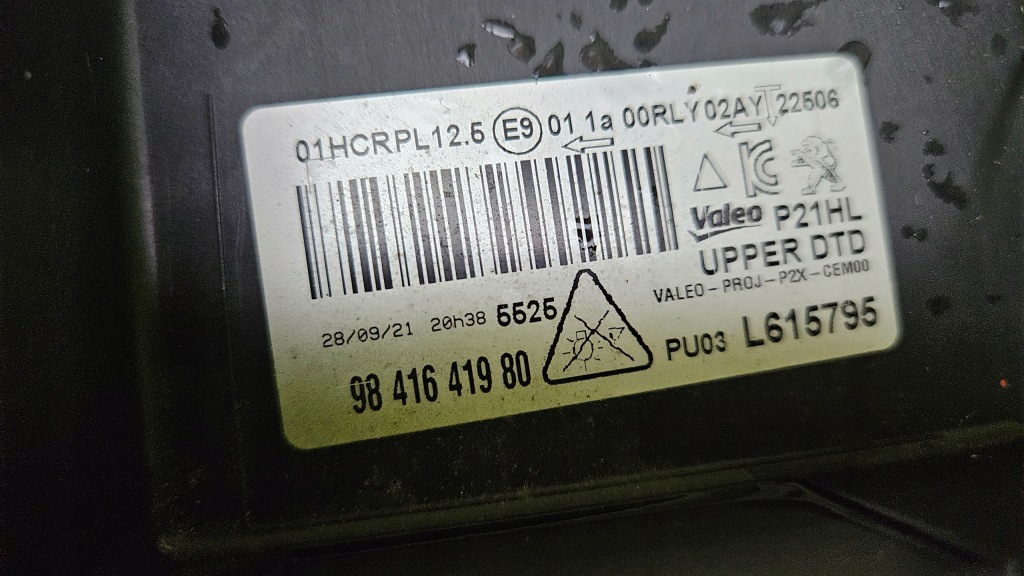 01HCRPL12.5 E9 01 1a 00RLY02AY 22506
Valeo P21HL
UPPER DTD
VALEO-PROJ-P2X-CEM00
28/09/21 20h38 5525
98 416 419 80
PU03 L615795